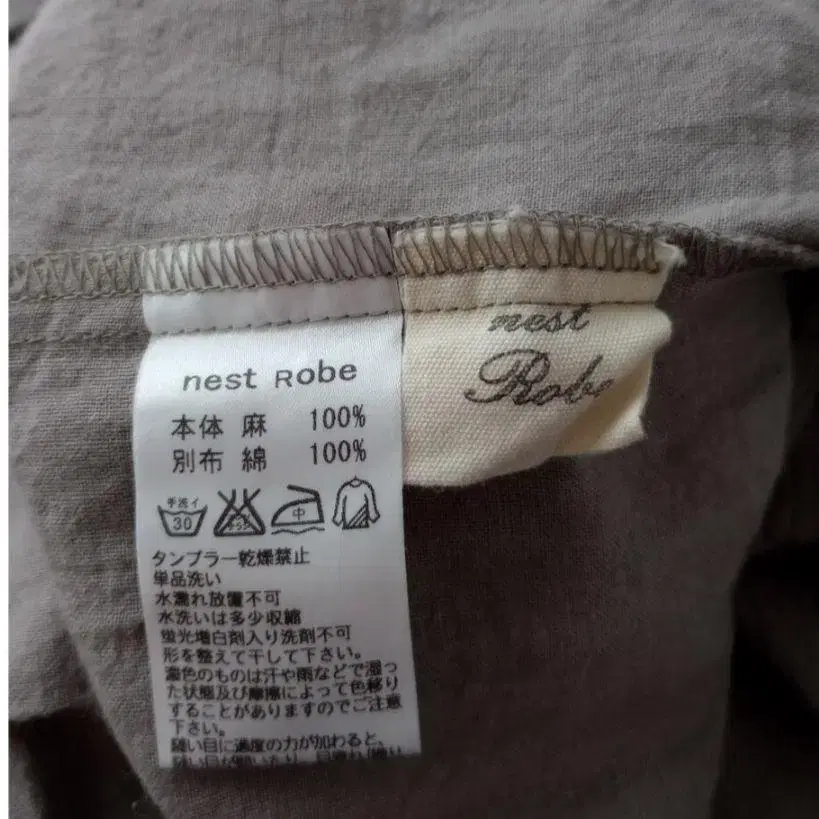 nest Robe
本体 麻 100%
別布 綿 100%
手洗イ
30
中
タンブラー乾燥禁止
単品洗い
水濡れ放置不可
水洗いは多少収縮
蛍光増白剤入り洗剤不可
形を整えて干して下さい。
濃色のものは汗や雨などで湿っ
た状態及び摩擦によって色移り
することがありますのでご注意
下さい。
縫い目に過度の力が加わると、
nest
Robe